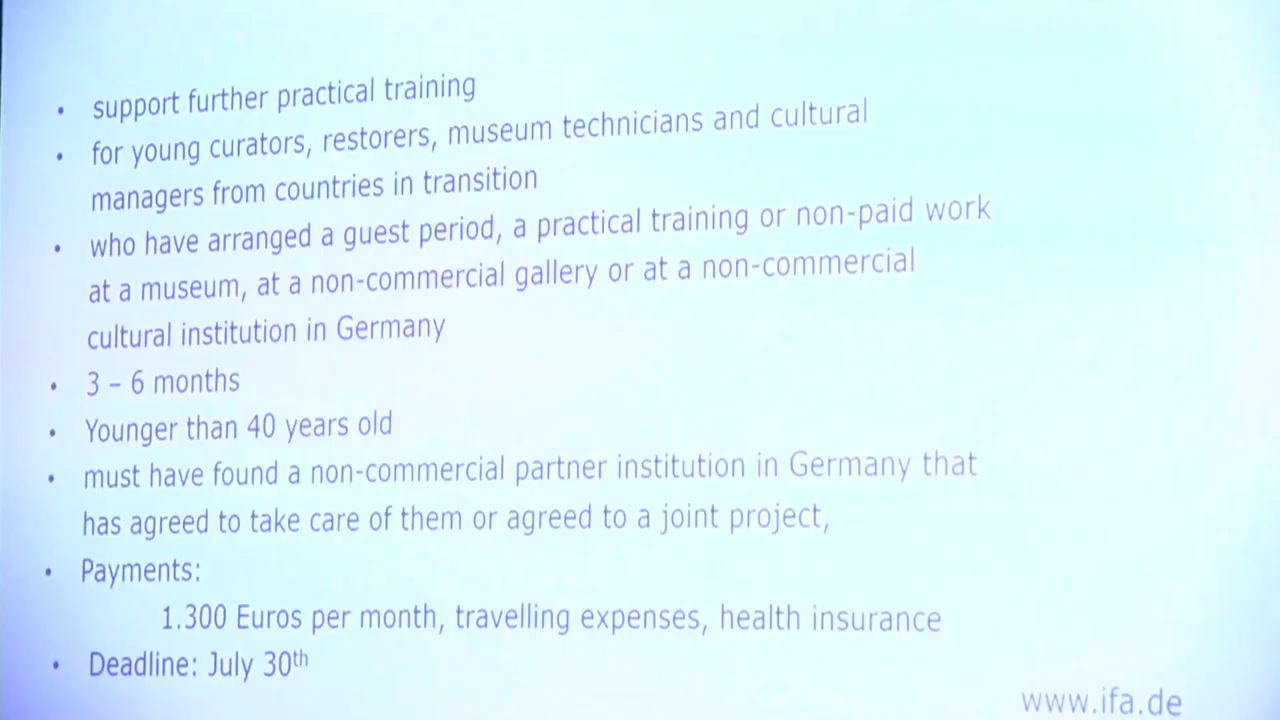 • support further practical training
• for young curators, restorers, museum technicians and cultural
managers from countries in transition
• who have arranged a guest period, a practical training or non-paid work
at a museum, at a non-commercial gallery or at a non-commercial
cultural institution in Germany
• 3 – 6 months
• Younger than 40 years old
• must have found a non-commercial partner institution in Germany that
has agreed to take care of them or agreed to a joint project,
• Payments:
1.300 Euros per month, travelling expenses, health insurance
• Deadline: July 30th
www.ifa.de